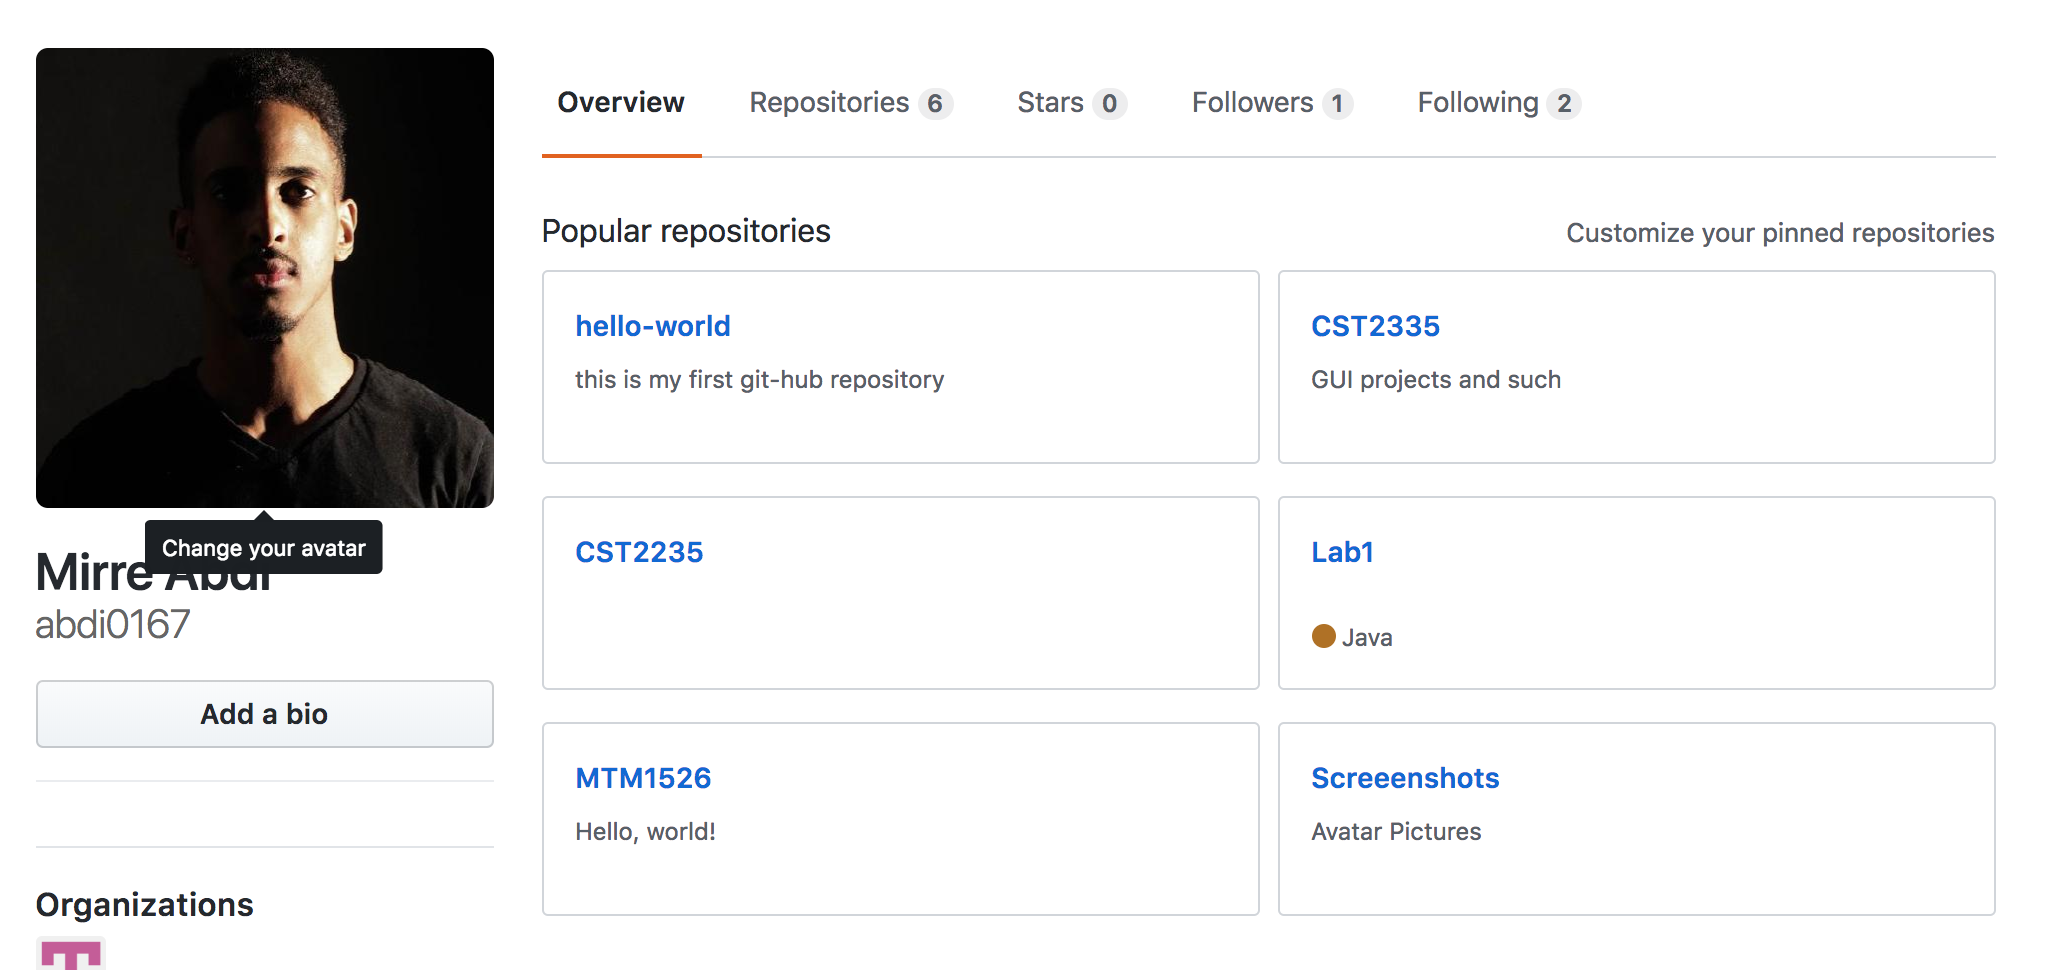 Overview
Repositories 6
Stars 0
Followers 1
Following 2
Popular repositories
Customize your pinned repositories
hello-world
this is my first git-hub repository
CST2335
GUI projects and such
CST2235
Lab1
Java
MTM1526
Hello, world!
Screeenshots
Avatar Pictures
Change your avatar
Mirre Abdi
abdi0167
Add a bio
Organizations